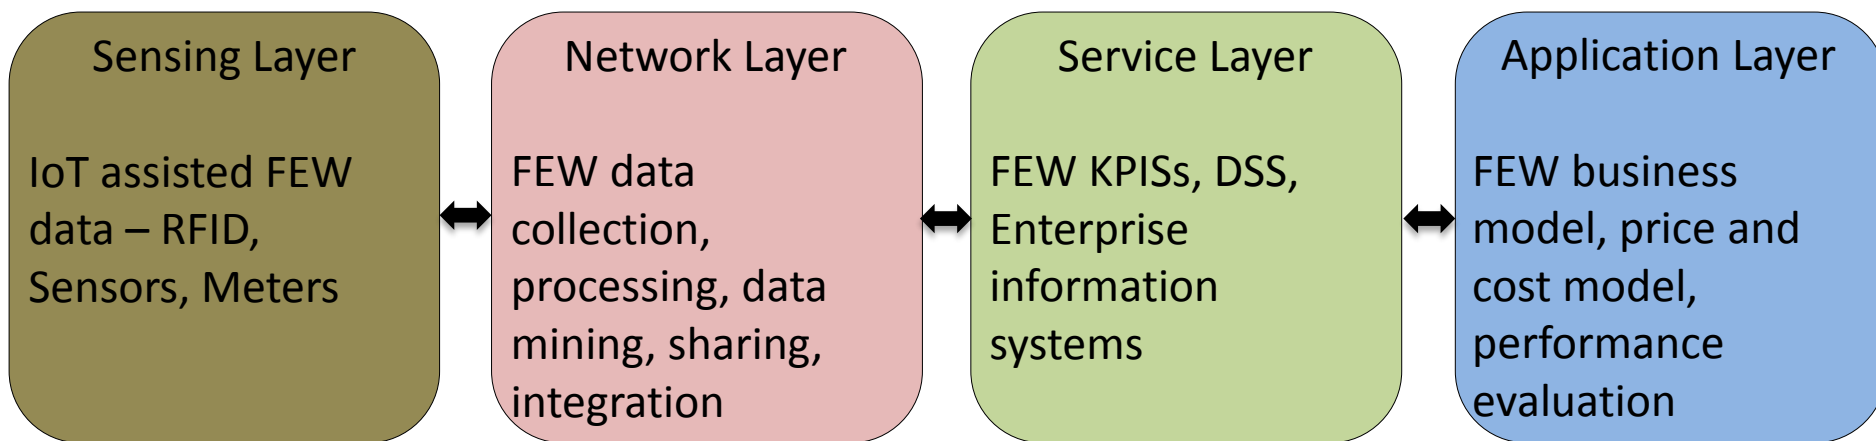 Sensing Layer
IoT assisted FEW
data – RFID,
Sensors, Meters
Network Layer
FEW data
collection,
processing, data
mining, sharing,
integration
Service Layer
FEW KPISs, DSS,
Enterprise
information
systems
Application Layer
FEW business
model, price and
cost model,
performance
evaluation